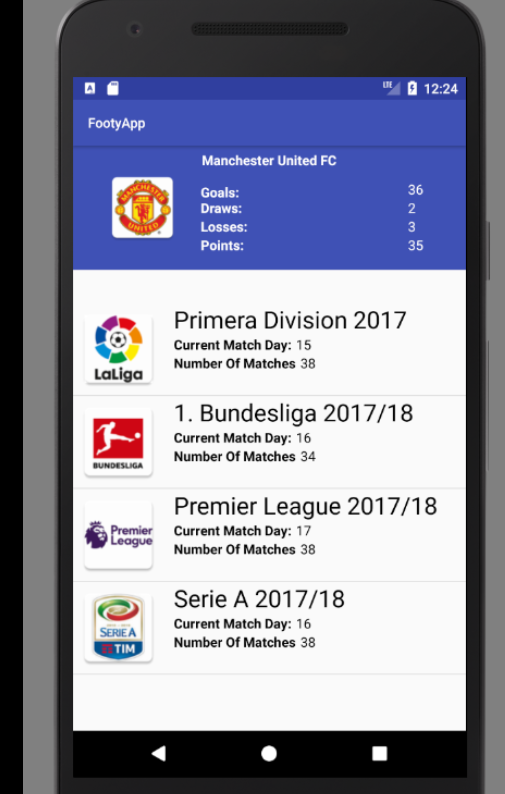 LTE 12:24
FootyApp
Manchester United FC
MANCHESTER
UNITED
Goals: 36
Draws: 2
Losses: 3
Points: 35
Primera Division 2017
Current Match Day: 15
Number Of Matches 38
LaLiga
1. Bundesliga 2017/18
Current Match Day: 16
Number Of Matches 34
BUNDESLIGA
Premier League 2017/18
Current Match Day: 17
Number Of Matches 38
Premier
League
Serie A 2017/18
Current Match Day: 16
Number Of Matches 38
SERIE A
TIM